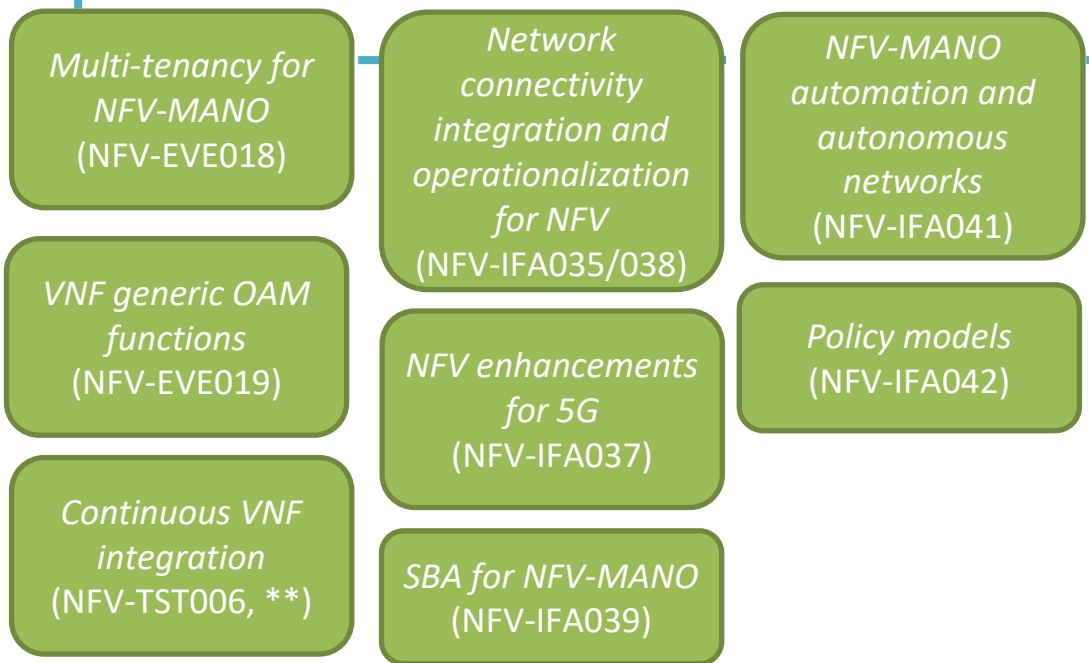 Multi-tenancy for
NFV-MANO
(NFV-EVE018)
VNF generic OAM
functions
(NFV-EVE019)
Continuous VNF
integration
(NFV-TST006, **)
Network
connectivity
integration and
operationalization
for NFV
(NFV-IFA035/038)
NFV enhancements
for 5G
(NFV-IFA037)
SBA for NFV-MANO
(NFV-IFA039)
NFV-MANO
automation and
autonomous
networks
(NFV-IFA041)
Policy models
(NFV-IFA042)